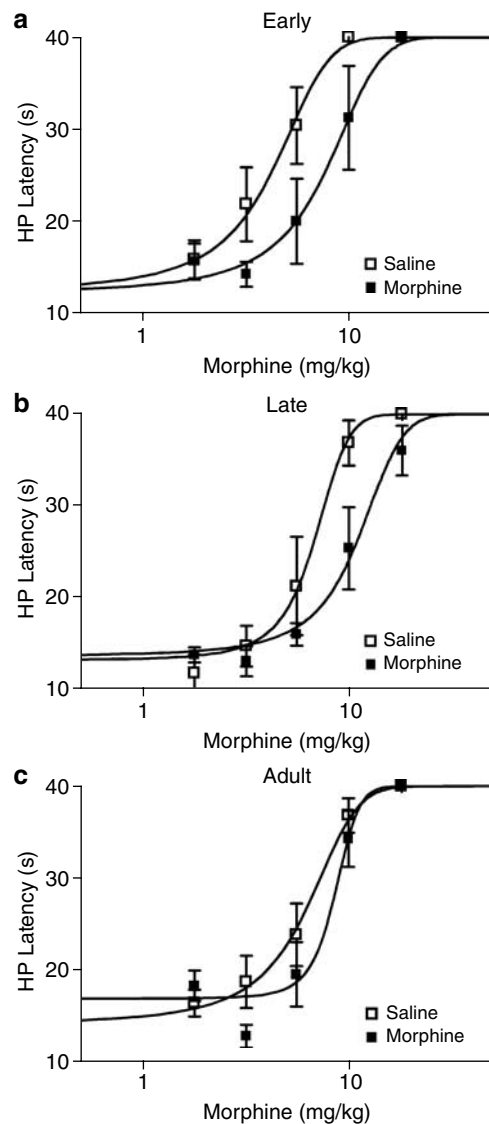 a
Early
HP Latency (s)
40
30
20
10
Saline
Morphine
1
10
Morphine (mg/kg)
b
Late
HP Latency (s)
40
30
20
10
Saline
Morphine
1
10
Morphine (mg/kg)
c
Adult
HP Latency (s)
40
30
20
10
Saline
Morphine
1
10
Morphine (mg/kg)